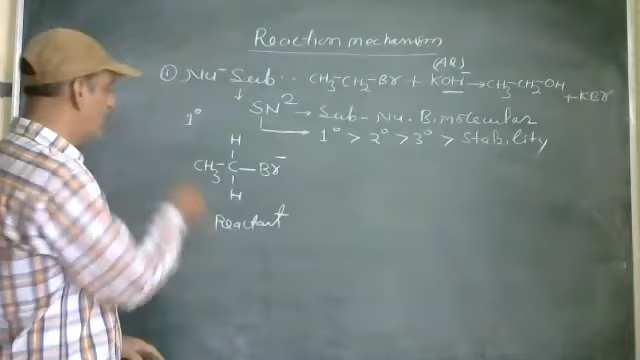 Reaction mechanism
① Nu⁻ Sub.. CH₃-CH₂-Br + KOH⁻ (AQ) → CH₃-CH₂-OH + KBr
↓
SN² → Sub-Nu. Bimolecular
1° → 1° > 2° > 3° > Stability
H
CH₃-C-Br⁻
H
Reactant